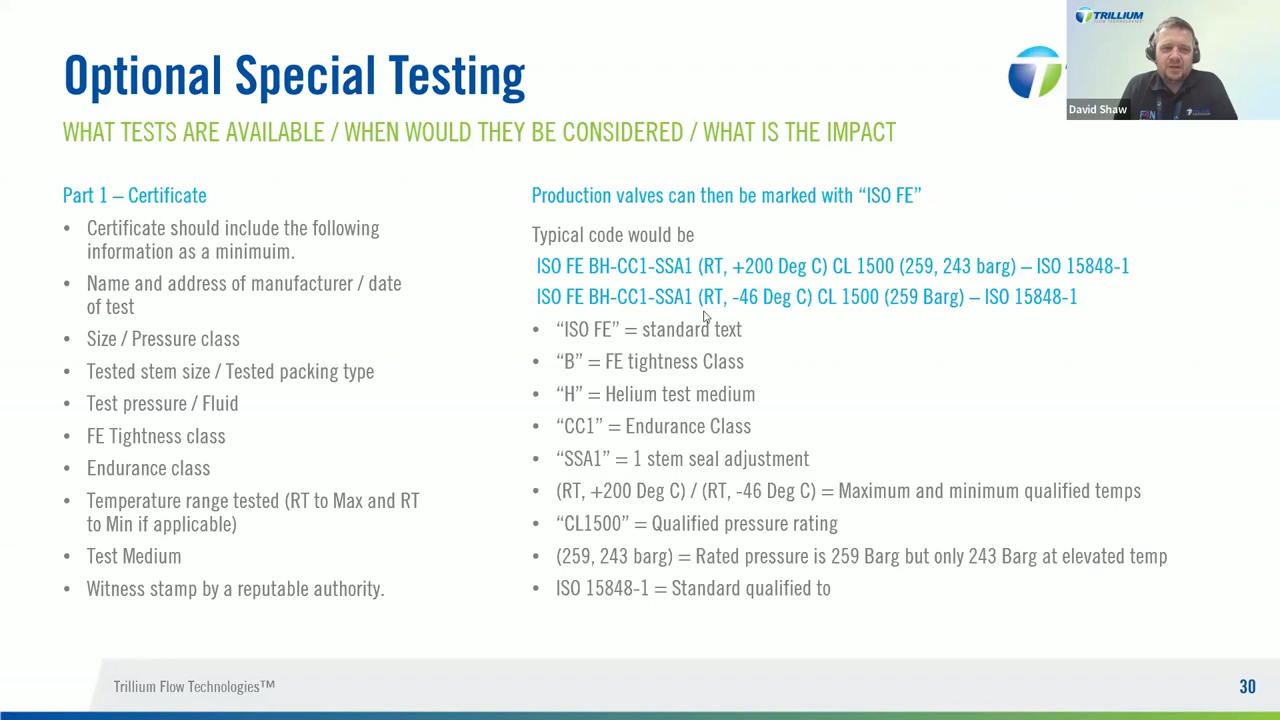 Optional Special Testing
WHAT TESTS ARE AVAILABLE / WHEN WOULD THEY BE CONSIDERED / WHAT IS THE IMPACT
TRILLIUM
FLOW TECHNOLOGIES
David Shaw
Part 1 – Certificate
• Certificate should include the following
information as a minimuim.
• Name and address of manufacturer / date
of test
• Size / Pressure class
• Tested stem size / Tested packing type
• Test pressure / Fluid
• FE Tightness class
• Endurance class
• Temperature range tested (RT to Max and RT
to Min if applicable)
• Test Medium
• Witness stamp by a reputable authority.
Production valves can then be marked with “ISO FE”
Typical code would be
ISO FE BH-CC1-SSA1 (RT, +200 Deg C) CL 1500 (259, 243 barg) – ISO 15848-1
ISO FE BH-CC1-SSA1 (RT, -46 Deg C) CL 1500 (259 Barg) – ISO 15848-1
• “ISO FE” = standard text
• “B” = FE tightness Class
• “H” = Helium test medium
• “CC1” = Endurance Class
• “SSA1” = 1 stem seal adjustment
• (RT, +200 Deg C) / (RT, -46 Deg C) = Maximum and minimum qualified temps
• “CL1500” = Qualified pressure rating
• (259, 243 barg) = Rated pressure is 259 Barg but only 243 Barg at elevated temp
• ISO 15848-1 = Standard qualified to
Trillium Flow Technologies™
30